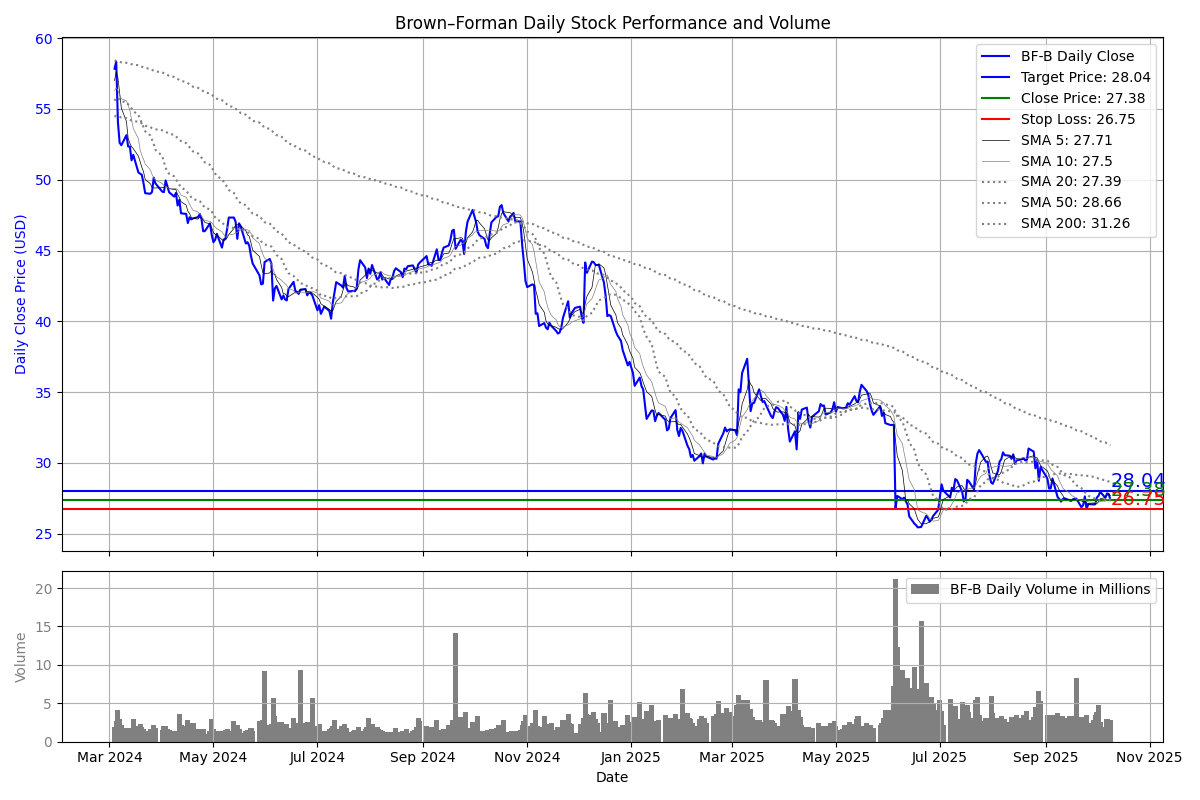 Brown–Forman Daily Stock Performance and Volume
Daily Close Price (USD)
60
55
50
45
40
35
30
25
BF-B Daily Close
Target Price: 28.04
Close Price: 27.38
Stop Loss: 26.75
SMA 5: 27.71
SMA 10: 27.5
SMA 20: 27.39
SMA 50: 28.66
SMA 200: 31.26
28.04
27.38
26.75
Volume
20
15
10
5
0
BF-B Daily Volume in Millions
Mar 2024 May 2024 Jul 2024 Sep 2024 Nov 2024 Jan 2025 Mar 2025 May 2025 Jul 2025 Sep 2025 Nov 2025
Date